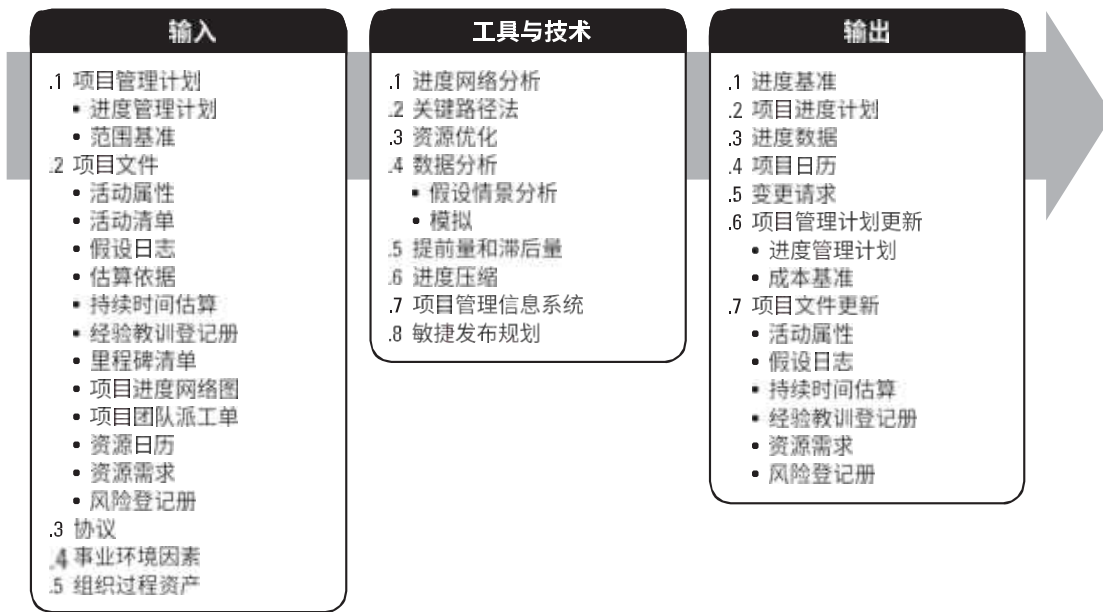 输入
.1 项目管理计划
• 进度管理计划
• 范围基准
.2 项目文件
• 活动属性
• 活动清单
• 假设日志
• 估算依据
• 持续时间估算
• 经验教训登记册
• 里程碑清单
• 项目进度网络图
• 项目团队派工单
• 资源日历
• 资源需求
• 风险登记册
.3 协议
.4 事业环境因素
.5 组织过程资产
工具与技术
.1 进度网络分析
.2 关键路径法
.3 资源优化
.4 数据分析
• 假设情景分析
• 模拟
.5 提前量和滞后量
.6 进度压缩
.7 项目管理信息系统
.8 敏捷发布规划
输出
.1 进度基准
.2 项目进度计划
.3 进度数据
.4 项目日历
.5 变更请求
.6 项目管理计划更新
• 进度管理计划
• 成本基准
.7 项目文件更新
• 活动属性
• 假设日志
• 持续时间估算
• 经验教训登记册
• 资源需求
• 风险登记册